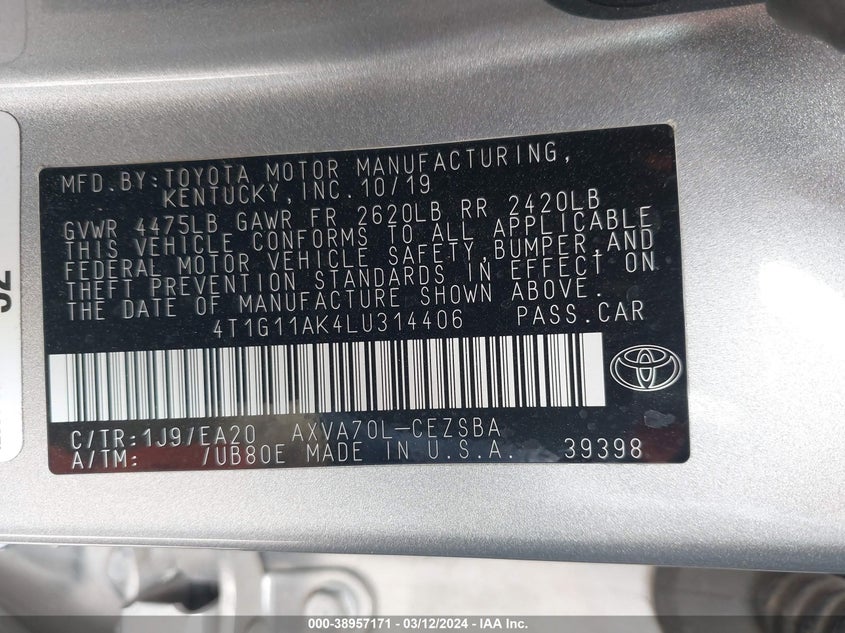 MFD.BY:TOYOTA MOTOR MANUFACTURING,
KENTUCKY,INC.10/19
GVWR 4475LB GAWR FR 2620LB RR 2420LB
THIS VEHICLE CONFORMS TO ALL APPLICABLE
FEDERAL MOTOR VEHICLE SAFETY,BUMPER,AND
THEFT PREVENTION STANDARDS IN EFFECT ON
THE DATE OF MANUFACTURE SHOWN ABOVE.
4T1G11AK4LU314406 PASS.CAR
C/TR:1J9/EA20 AXVA70L-CEZSBA
A/TM: /UB80E MADE IN U.S.A. 39398
000-38957171 - 03/12/2024 - IAA Inc.